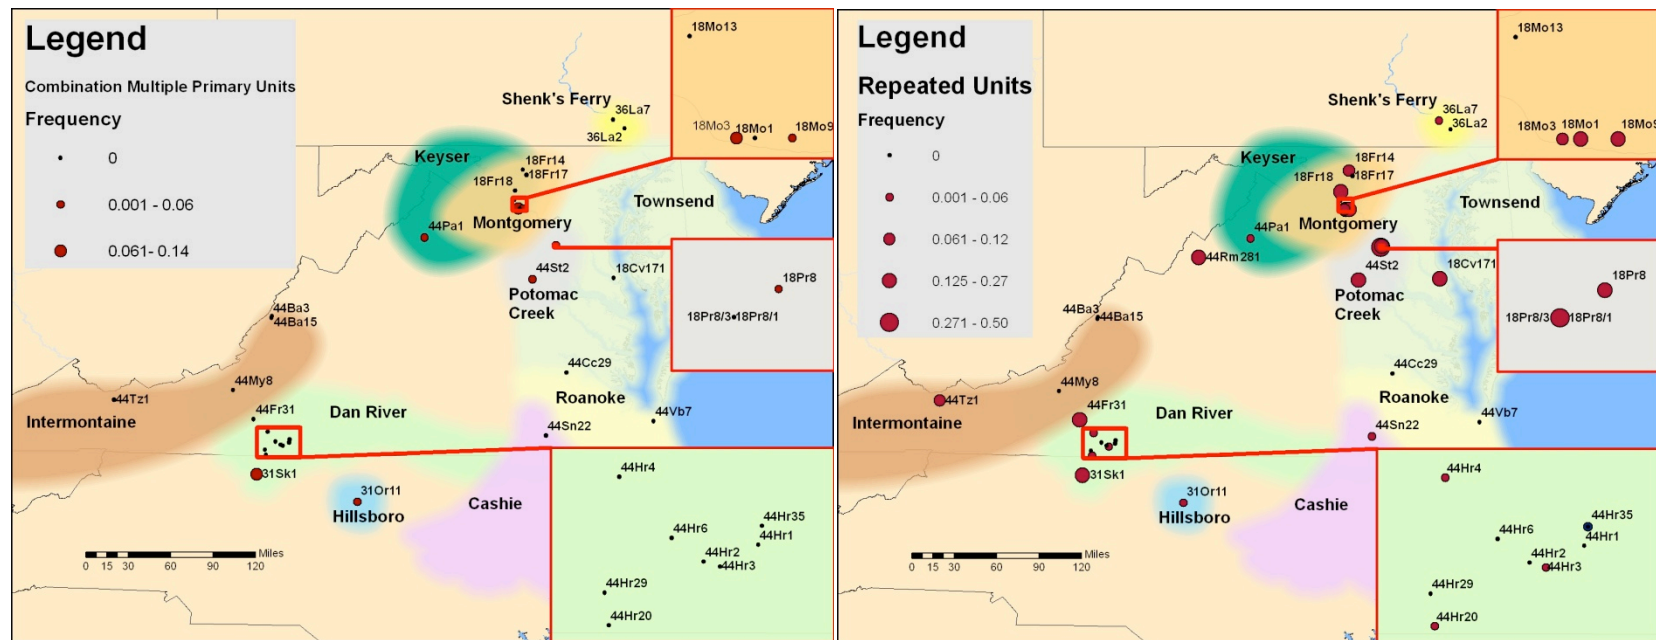 Legend
Combination Multiple Primary Units
Frequency
0
0.001 - 0.06
0.061- 0.14
18Mo13
18Mo3
18Mo1
18Mo9
Shenk's Ferry
36La7
36La2
Keyser
18Fr14
18Fr17
18Fr18
Townsend
Montgomery
44Pa1
44St2
18Cv171
18Pr8
Potomac
Creek
18Pr8/3
18Pr8/1
44Ba3
44Ba15
44Cc29
44My8
44Tz1
Roanoke
44Fr31
Dan River
44Vb7
Intermontaine
44Sn22
31Sk1
44Hr4
31Or11
Hillsboro
Cashie
44Hr35
44Hr6
44Hr1
44Hr2
44Hr3
44Hr29
44Hr20
Miles
0 15 30 60 90 120
Legend
Repeated Units
Frequency
0
0.001 - 0.06
0.061 - 0.12
0.125 - 0.27
0.271 - 0.50
18Mo13
18Mo3
18Mo1
18Mo9
Shenk's Ferry
36La7
36La2
Keyser
18Fr14
18Fr17
18Fr18
Townsend
Montgomery
44Pa1
44Rm281
44St2
18Cv171
18Pr8
Potomac
Creek
18Pr8/3
18Pr8/1
44Ba3
44Ba15
44Cc29
44My8
44Tz1
Roanoke
44Fr31
Dan River
44Vb7
Intermontaine
44Sn22
31Sk1
44Hr4
31Or11
Hillsboro
Cashie
44Hr35
44Hr6
44Hr1
44Hr2
44Hr3
44Hr29
44Hr20
Miles
0 15 30 60 90 120